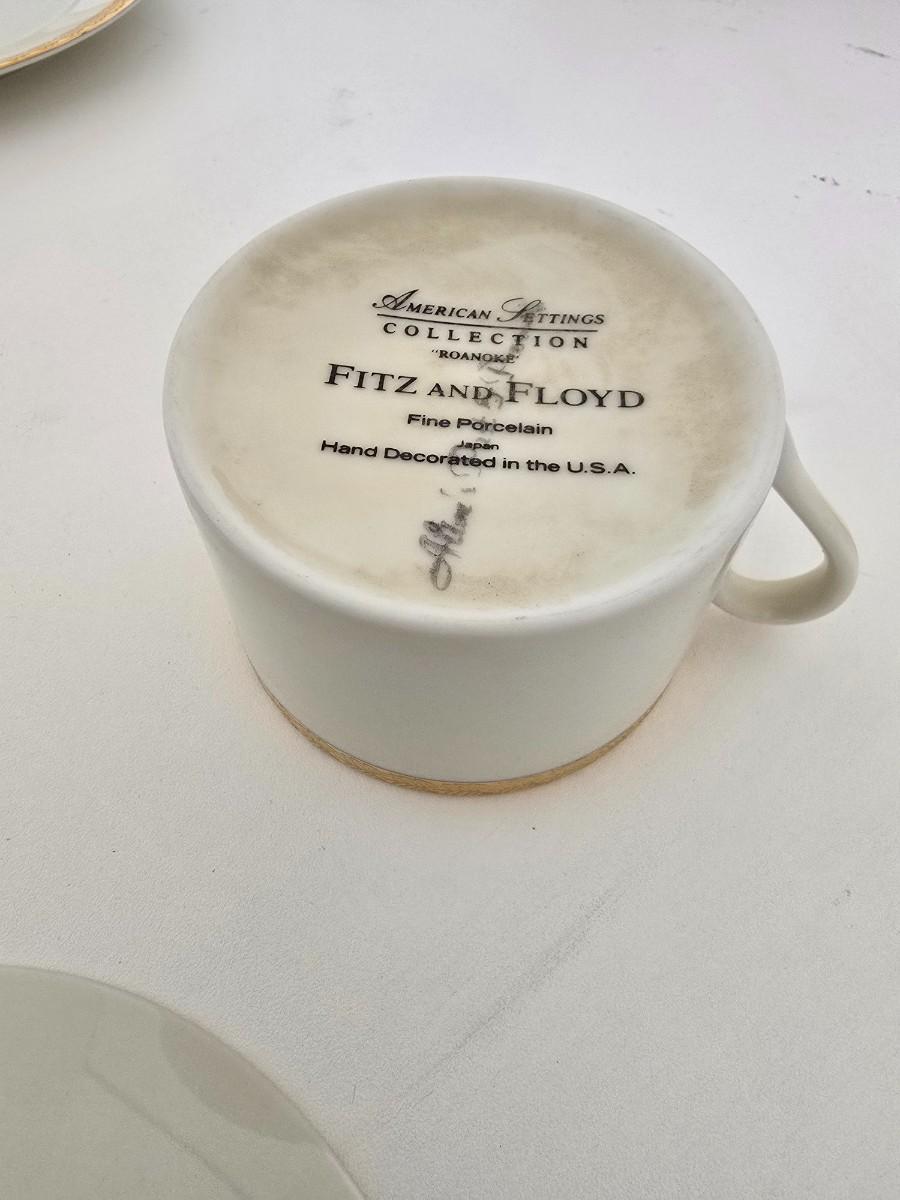 American Settings
COLLECTION
"ROANOKE"
FITZ AND FLOYD
Fine Porcelain
Japan
Hand Decorated in the U.S.A.